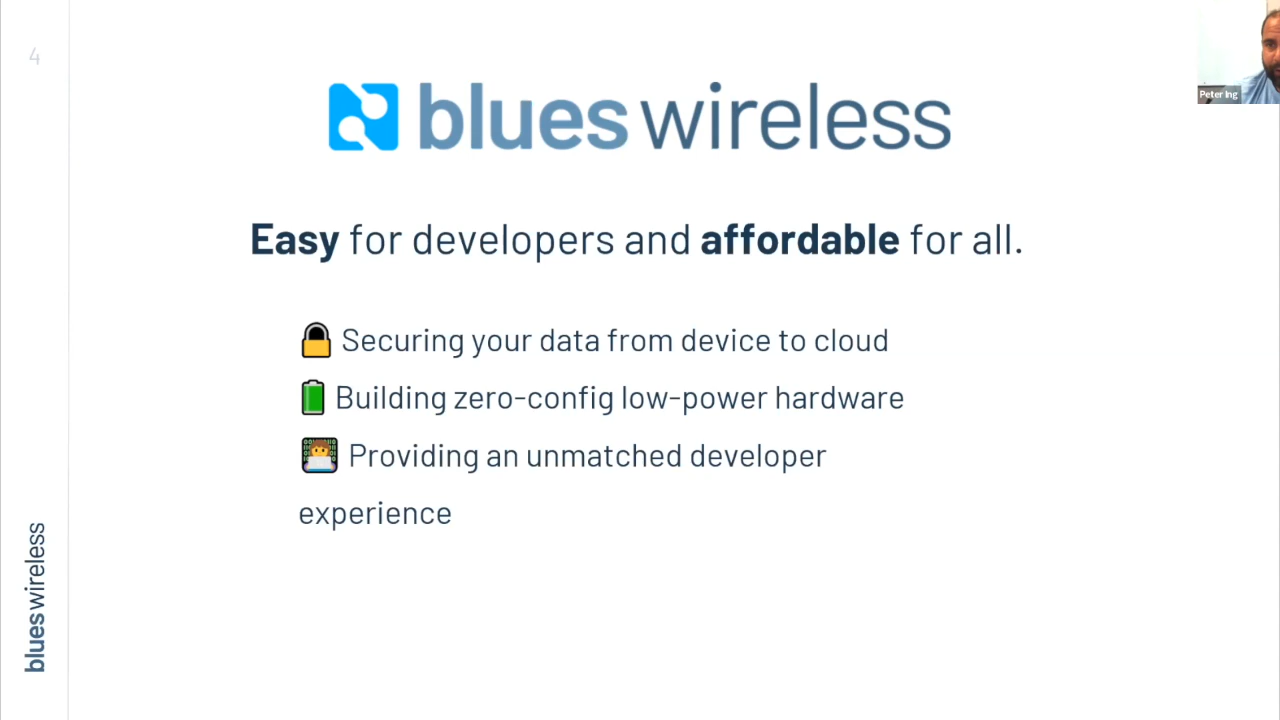 4
blues wireless
Peter Ing
Easy for developers and affordable for all.
Securing your data from device to cloud
Building zero-config low-power hardware
Providing an unmatched developer
experience
blues wireless